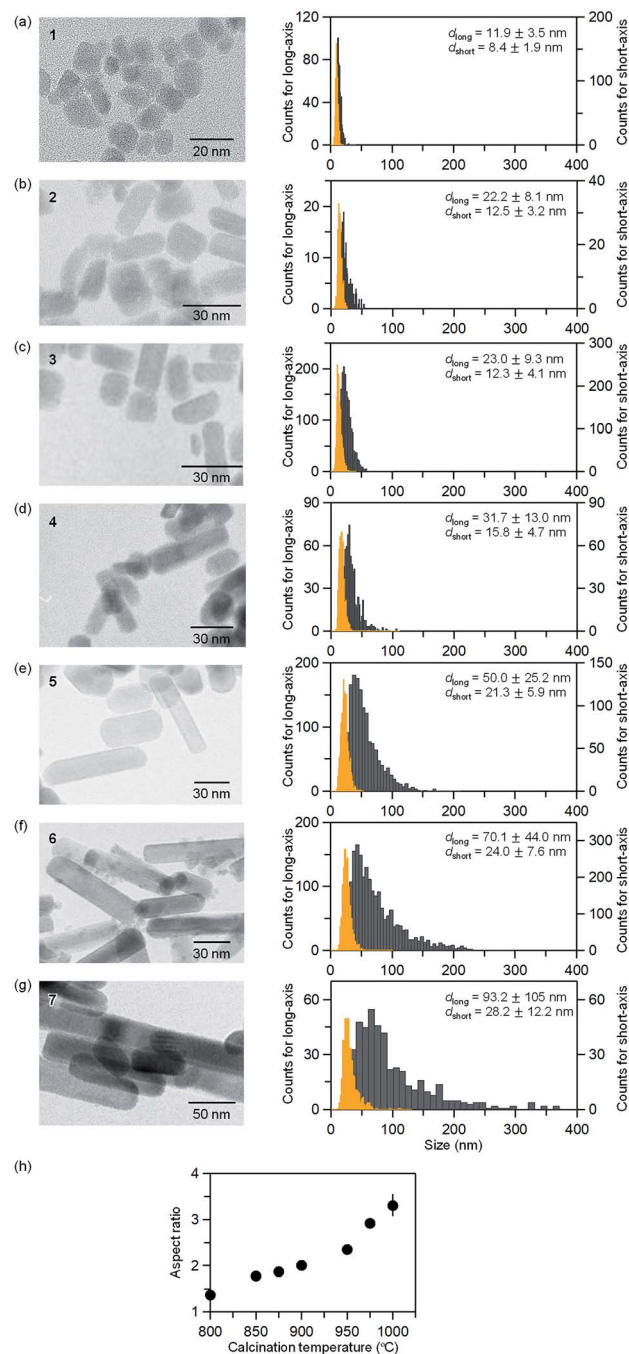 (a)
1
20 nm
Counts for long-axis
120
80
40
0
d_long = 11.9 ± 3.5 nm
d_short = 8.4 ± 1.9 nm
200
150
100
50
0
Counts for short-axis
0 100 200 300 400
(b)
2
30 nm
Counts for long-axis
20
10
0
d_long = 22.2 ± 8.1 nm
d_short = 12.5 ± 3.2 nm
40
20
0
Counts for short-axis
0 100 200 300 400
(c)
3
30 nm
Counts for long-axis
200
150
100
50
0
d_long = 23.0 ± 9.3 nm
d_short = 12.3 ± 4.1 nm
300
200
100
0
Counts for short-axis
0 100 200 300 400
(d)
4
30 nm
Counts for long-axis
90
60
30
0
d_long = 31.7 ± 13.0 nm
d_short = 15.8 ± 4.7 nm
90
60
30
0
Counts for short-axis
0 100 200 300 400
(e)
5
30 nm
Counts for long-axis
200
100
0
d_long = 50.0 ± 25.2 nm
d_short = 21.3 ± 5.9 nm
150
100
50
0
Counts for short-axis
0 100 200 300 400
(f)
6
30 nm
Counts for long-axis
200
150
100
50
0
d_long = 70.1 ± 44.0 nm
d_short = 24.0 ± 7.6 nm
300
200
100
0
Counts for short-axis
0 100 200 300 400
(g)
7
50 nm
Counts for long-axis
60
30
0
d_long = 93.2 ± 105 nm
d_short = 28.2 ± 12.2 nm
60
30
0
Counts for short-axis
0 100 200 300 400
Size (nm)
(h)
Aspect ratio
4
3
2
1
800 850 900 950 1000
Calcination temperature (°C)